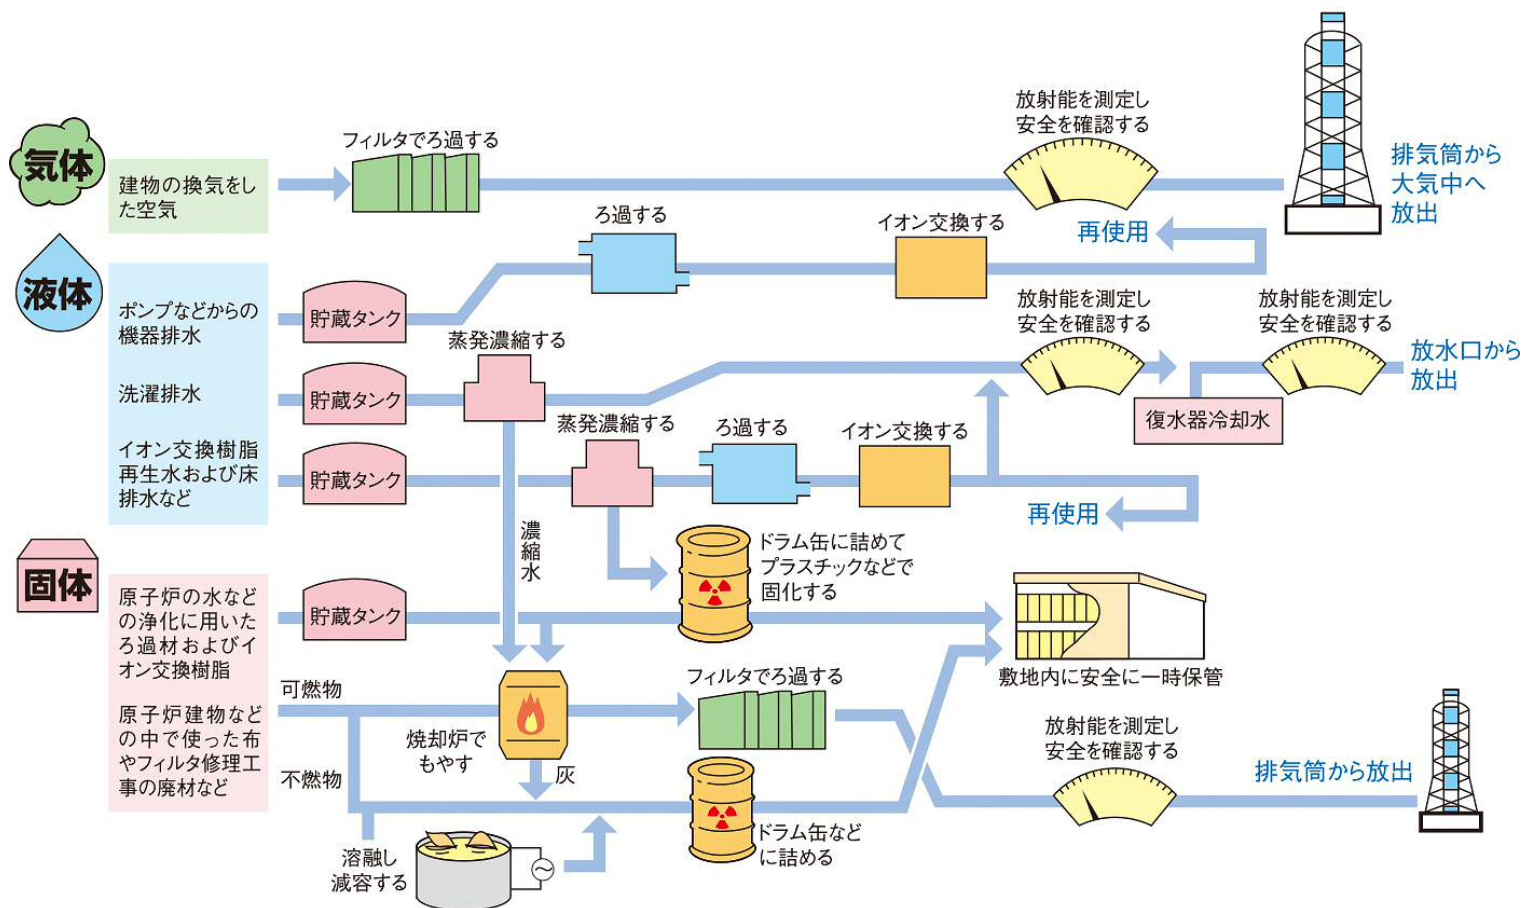 気体
建物の換気をし
た空気
フィルタでろ過する
放射能を測定し
安全を確認する
排気筒から
大気中へ
放出
液体
ポンプなどからの
機器排水
貯蔵タンク
ろ過する
イオン交換する
再使用
洗濯排水
貯蔵タンク
蒸発濃縮する
放射能を測定し
安全を確認する
復水器冷却水
放射能を測定し
安全を確認する
放水口から
放出
イオン交換樹脂
再生水および床
排水など
貯蔵タンク
蒸発濃縮する
ろ過する
イオン交換する
再使用
濃縮水
ドラム缶に詰めて
プラスチックなどで
固化する
固体
原子炉の水など
の浄化に用いた
ろ過材およびイ
オン交換樹脂
貯蔵タンク
敷地内に安全に一時保管
原子炉建物など
の中で使った布
やフィルタ修理工
事の廃材など
可燃物
不燃物
焼却炉で
もやす
灰
フィルタでろ過する
放射能を測定し
安全を確認する
排気筒から放出
溶融し
減容する
ドラム缶など
に詰める